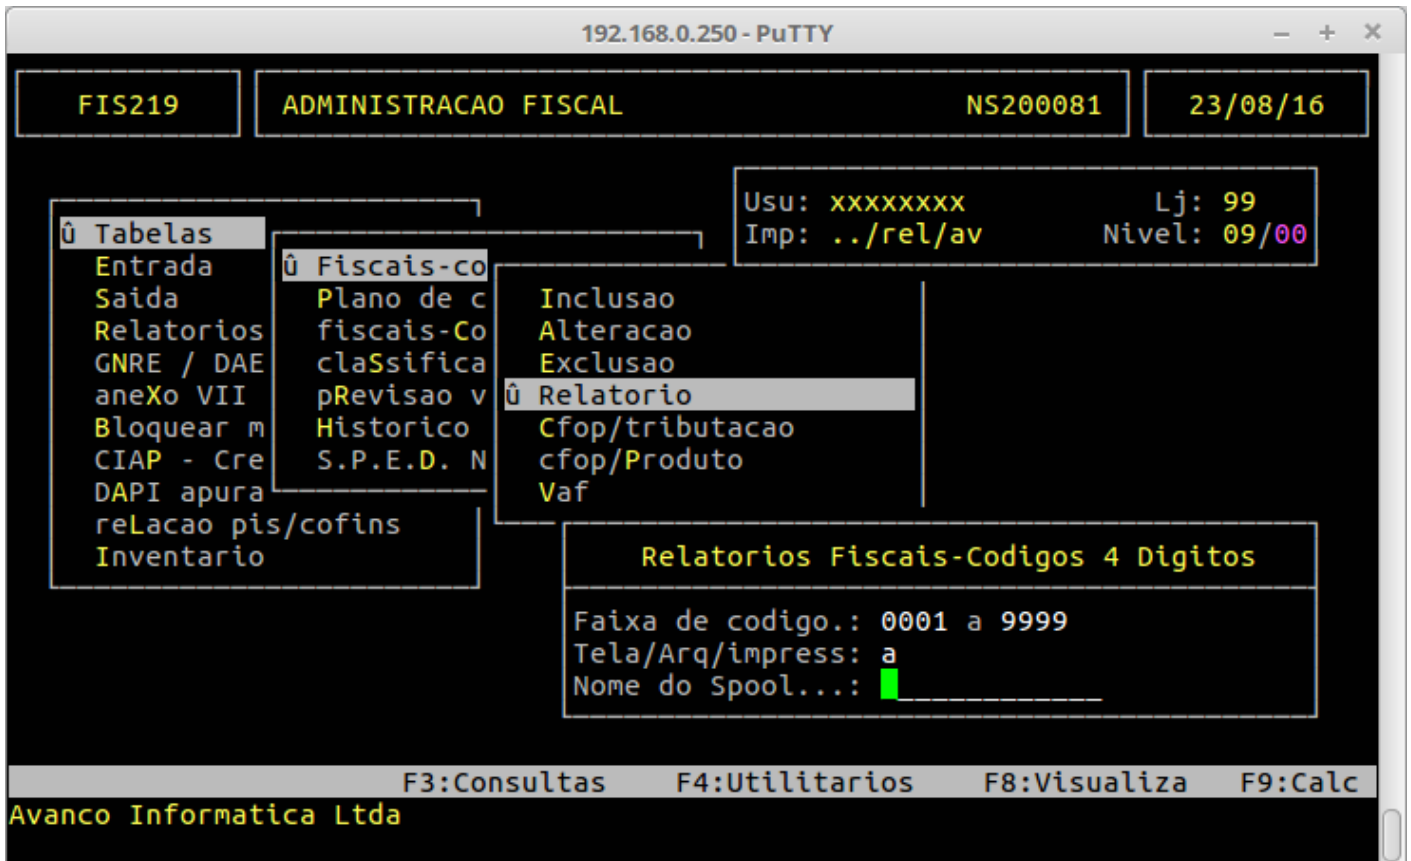 192.168.0.250 - PuTTY
FIS219 ADMINISTRACAO FISCAL NS200081 23/08/16
Usu: xxxxxxxx Lj: 99
Imp: ../rel/av Nivel: 09/00
û Tabelas
Entrada
Saida
Relatorios
GNRE / DAE
aneXo VII
Bloquear m
CIAP - Cre
DAPI apura
reLacao pis/cofins
Inventario
û Fiscais-co
Plano de c
fiscais-Co
claSsifica
pRevisao v
Historico
S.P.E.D. N
Inclusao
Alteracao
Exclusao
û Relatorio
Cfop/tributacao
cfop/Produto
Vaf
Relatorios Fiscais-Codigos 4 Digitos
Faixa de codigo.: 0001 a 9999
Tela/Arq/impress: a
Nome do Spool...: ____________
F3:Consultas F4:Utilitarios F8:Visualiza F9:Calc
Avanco Informatica Ltda